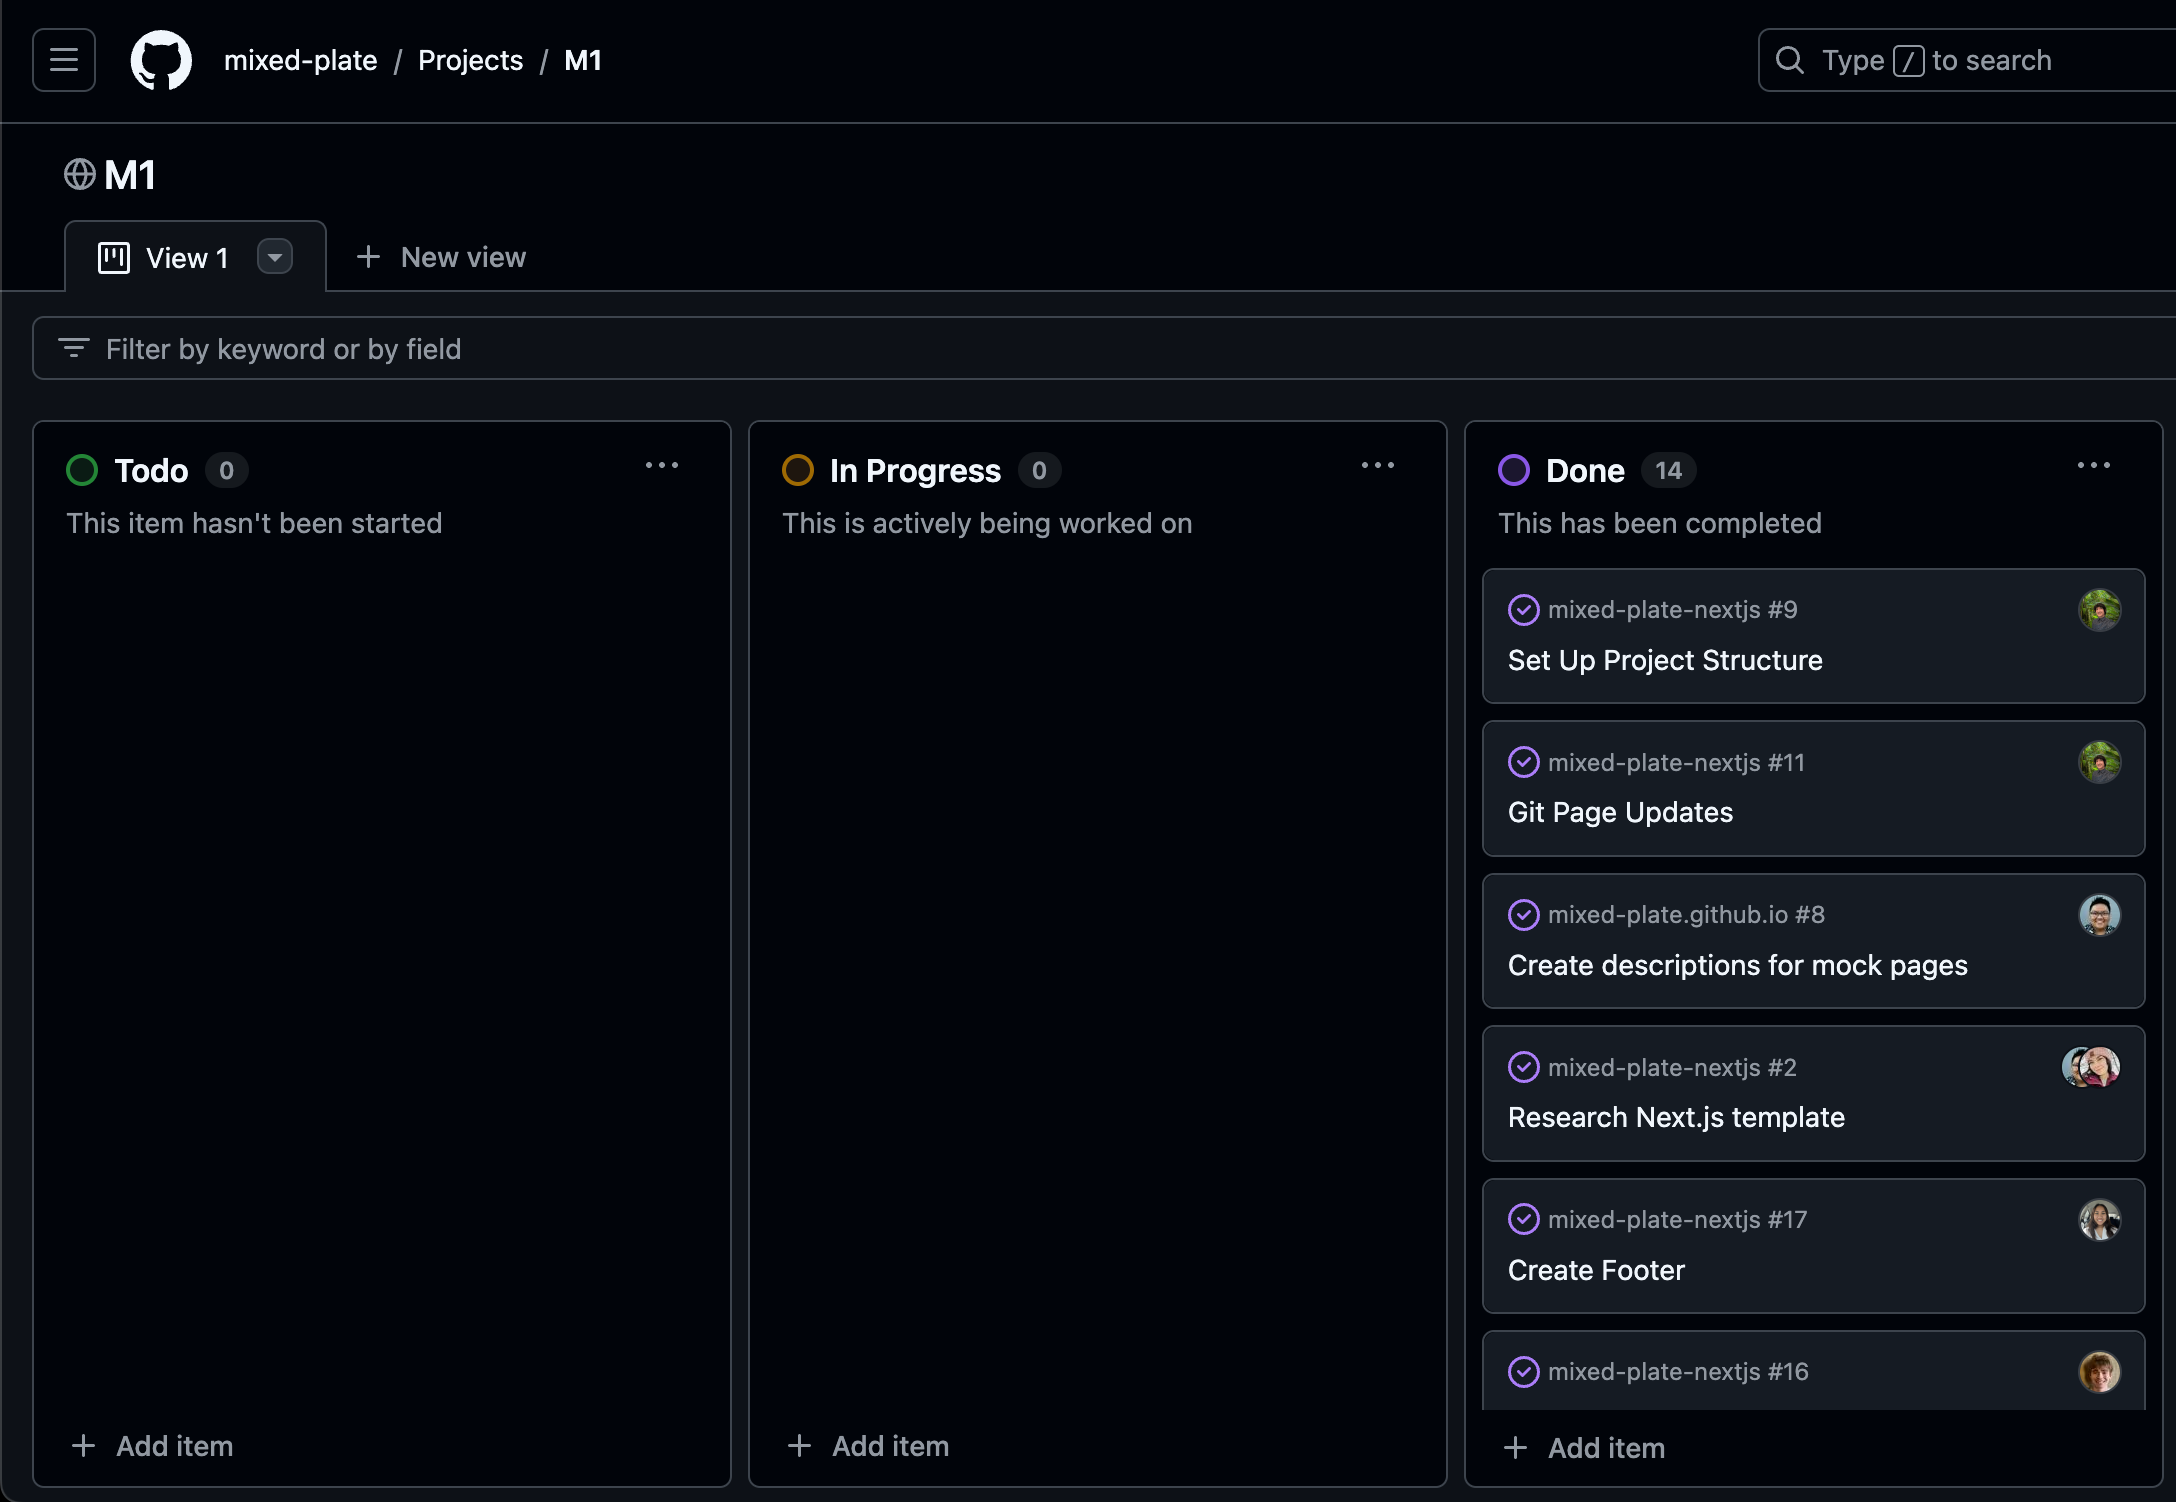 mixed-plate / Projects / M1
Type / to search
M1
View 1
New view
Filter by keyword or by field
Todo 0
This item hasn't been started
Add item
In Progress 0
This is actively being worked on
Add item
Done 14
This has been completed
mixed-plate-nextjs #9
Set Up Project Structure
mixed-plate-nextjs #11
Git Page Updates
mixed-plate.github.io #8
Create descriptions for mock pages
mixed-plate-nextjs #2
Research Next.js template
mixed-plate-nextjs #17
Create Footer
mixed-plate-nextjs #16
Add item